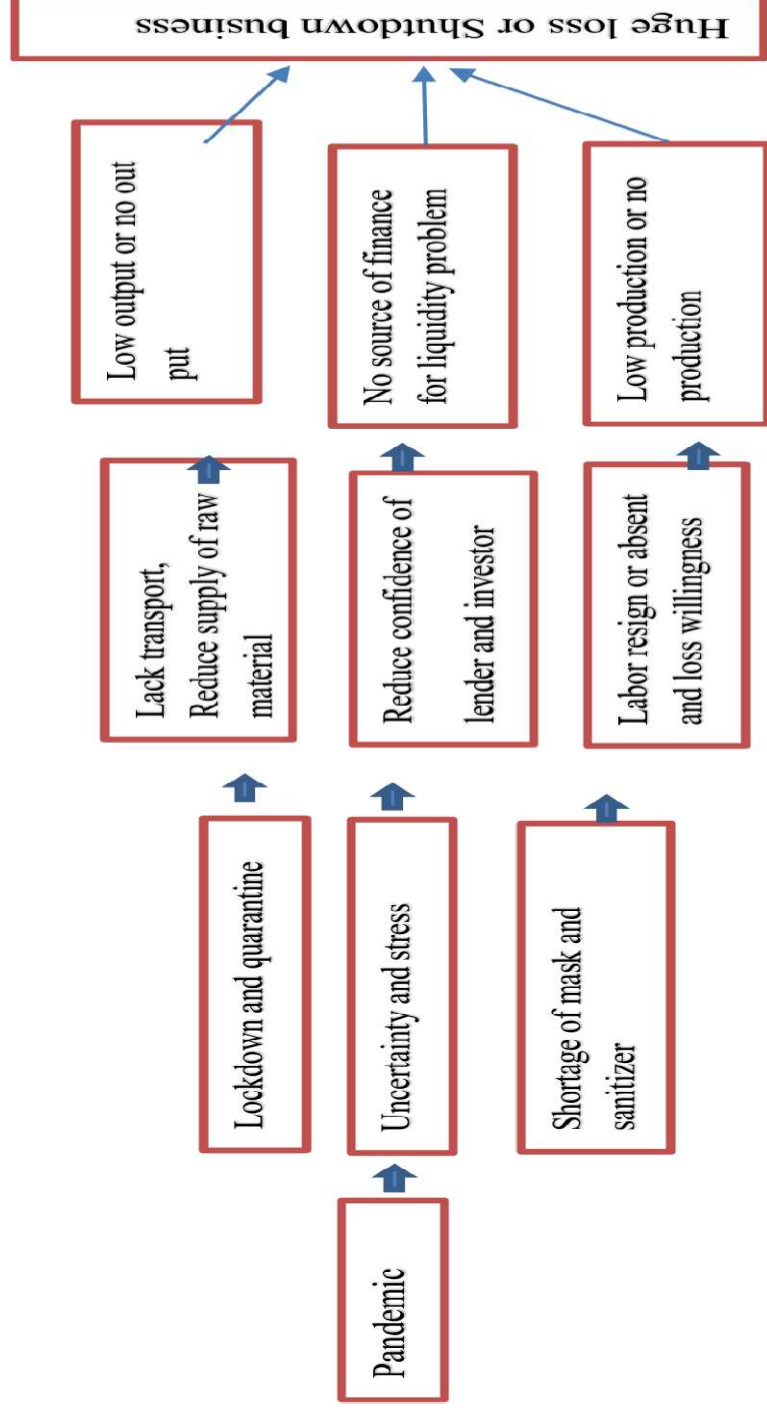 Pandemic
Lockdown and quarantine
Uncertainty and stress
Shortage of mask and
sanitizer
Lack transport,
Reduce supply of raw
material
Reduce confidence of
lender and investor
Labor resign or absent
and loss willingness
Low output or no out
put
No source of finance
for liquidity problem
Low production or no
production
Huge loss or Shutdown business